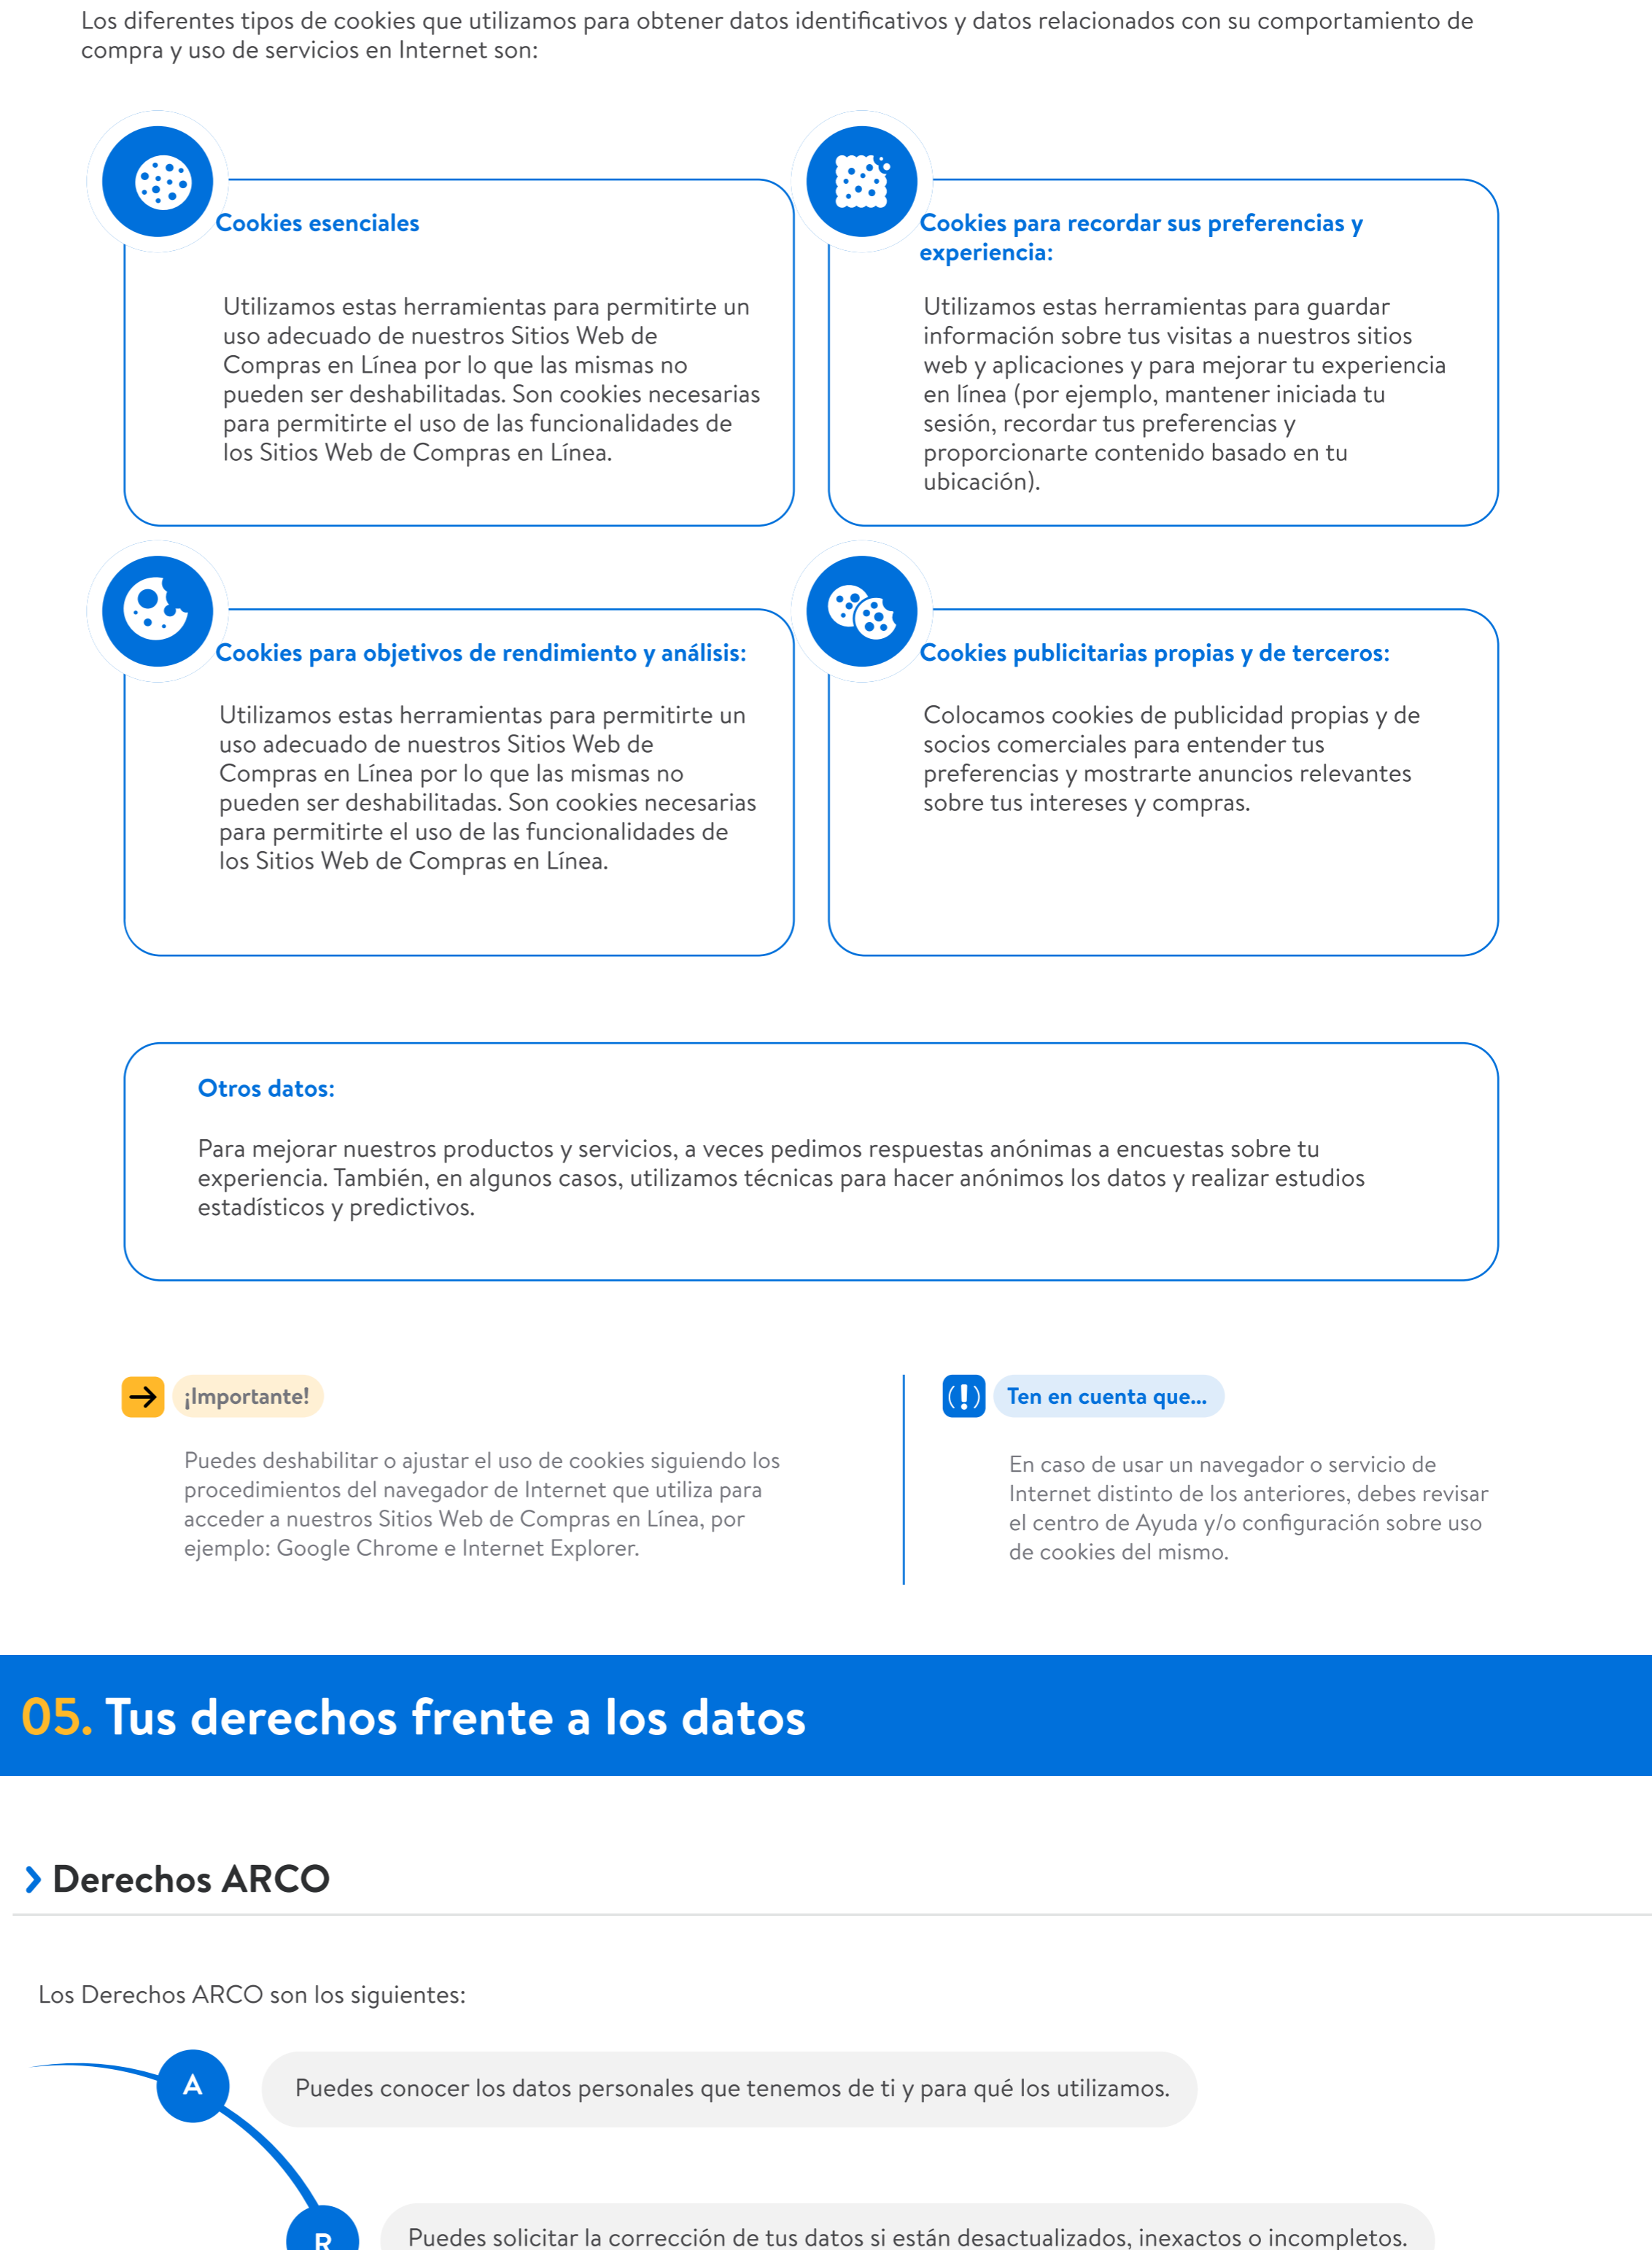 Los diferentes tipos de cookies que utilizamos para obtener datos identificativos y datos relacionados con su comportamiento de
compra y uso de servicios en Internet son:
Cookies esenciales
Utilizamos estas herramientas para permitirte un
uso adecuado de nuestros Sitios Web de
Compras en Línea por lo que las mismas no
pueden ser deshabilitadas. Son cookies necesarias
para permitirte el uso de las funcionalidades de
los Sitios Web de Compras en Línea.
Cookies para recordar sus preferencias y
experiencia:
Utilizamos estas herramientas para guardar
información sobre tus visitas a nuestros sitios
web y aplicaciones y para mejorar tu experiencia
en línea (por ejemplo, mantener iniciada tu
sesión, recordar tus preferencias y
proporcionarte contenido basado en tu
ubicación).
Cookies para objetivos de rendimiento y análisis:
Utilizamos estas herramientas para permitirte un
uso adecuado de nuestros Sitios Web de
Compras en Línea por lo que las mismas no
pueden ser deshabilitadas. Son cookies necesarias
para permitirte el uso de las funcionalidades de
los Sitios Web de Compras en Línea.
Cookies publicitarias propias y de terceros:
Colocamos cookies de publicidad propias y de
socios comerciales para entender tus
preferencias y mostrarte anuncios relevantes
sobre tus intereses y compras.
Otros datos:
Para mejorar nuestros productos y servicios, a veces pedimos respuestas anónimas a encuestas sobre tu
experiencia. También, en algunos casos, utilizamos técnicas para hacer anónimos los datos y realizar estudios
estadísticos y predictivos.
¡Importante!
Puedes deshabilitar o ajustar el uso de cookies siguiendo los
procedimientos del navegador de Internet que utiliza para
acceder a nuestros Sitios Web de Compras en Línea, por
ejemplo: Google Chrome e Internet Explorer.
(!) Ten en cuenta que...
En caso de usar un navegador o servicio de
Internet distinto de los anteriores, debes revisar
el centro de Ayuda y/o configuración sobre uso
de cookies del mismo.
05. Tus derechos frente a los datos
Derechos ARCO
Los Derechos ARCO son los siguientes:
A
Puedes conocer los datos personales que tenemos de ti y para qué los utilizamos.
R
Puedes solicitar la corrección de tus datos si están desactualizados, inexactos o incompletos.